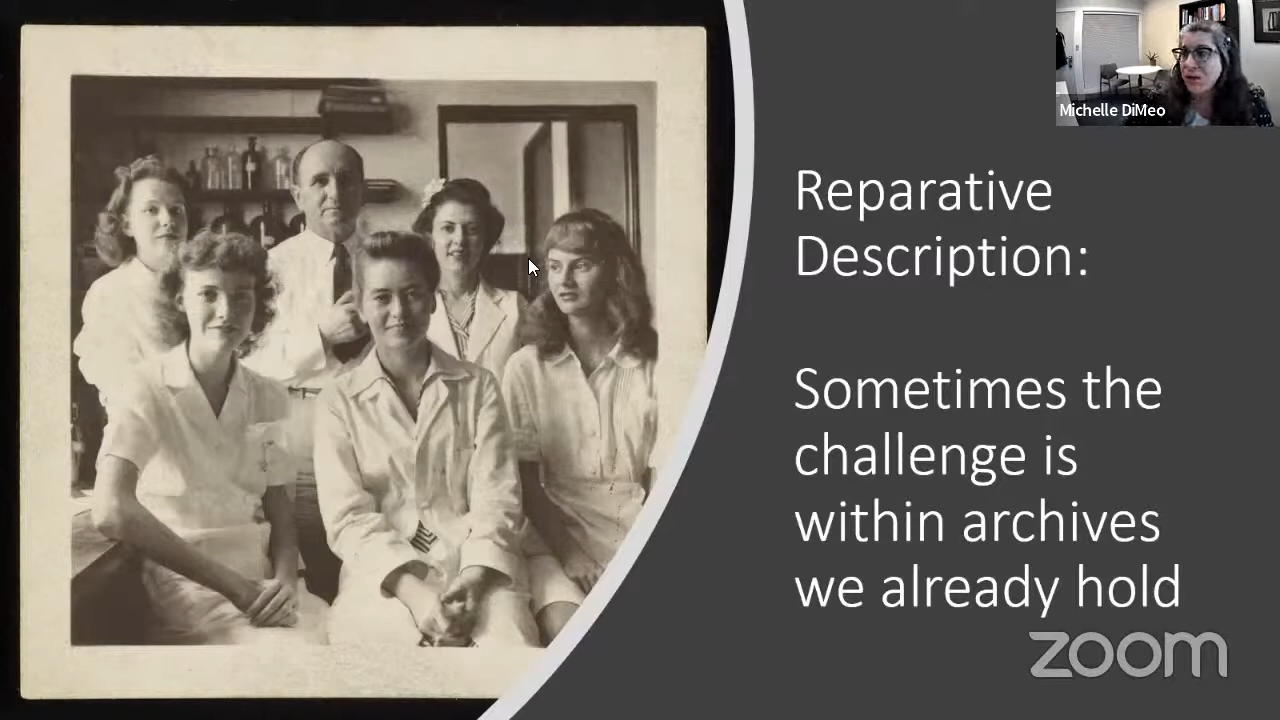 Michelle DiMeo
Reparative
Description:
Sometimes the
challenge is
within archives
we already hold
zoom